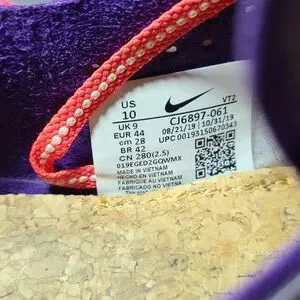 US
10
UK 9
EUR 44
cm 28
BR 42
CN 280(2.5)
019EGED2GQWMX
MADE IN VIETNAM
HECHO EN VIETNAM
FABRIQUE AU VIETNAM
FABRICADO NO VIETNAM
VT2
CJ6897-061
08/21/19 | 10/31/19
UPC 00193150670343